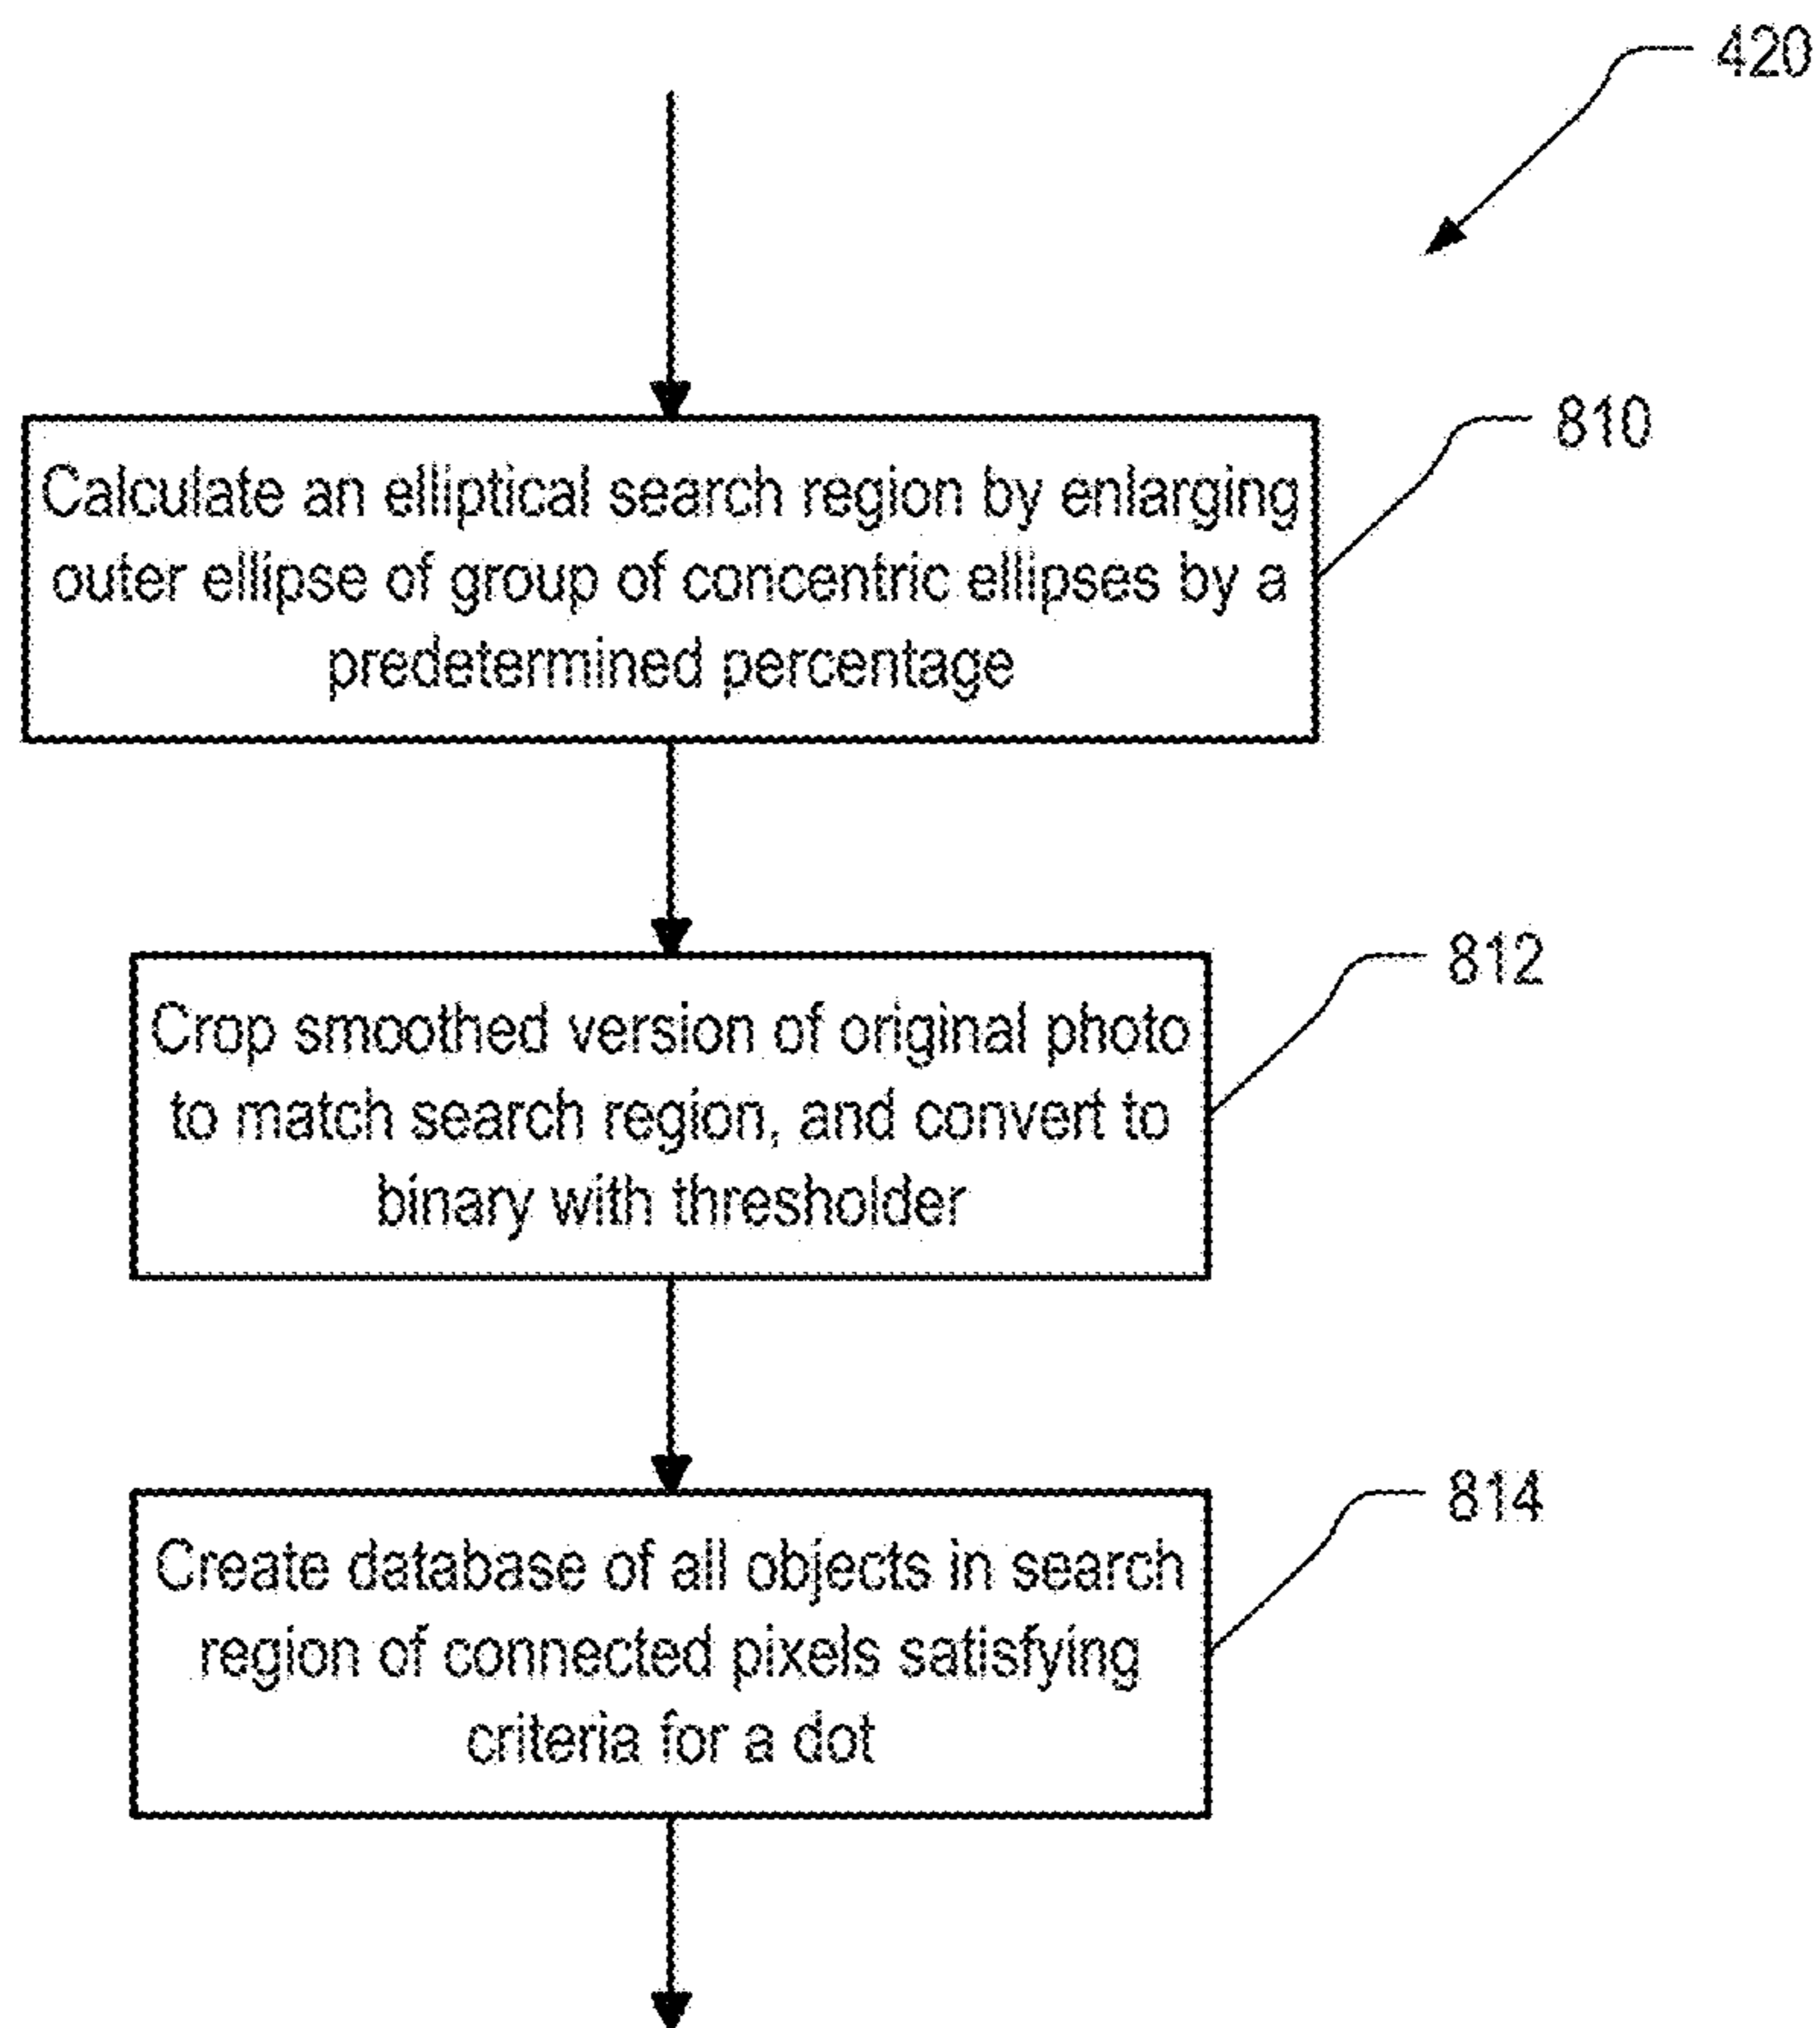 420
810
Calculate an elliptical search region by enlarging
outer ellipse of group of concentric ellipses by a
predetermined percentage
812
Crop smoothed version of original photo
to match search region, and convert to
binary with thresholder
814
Create database of all objects in search
region of connected pixels satisfying
criteria for a dot